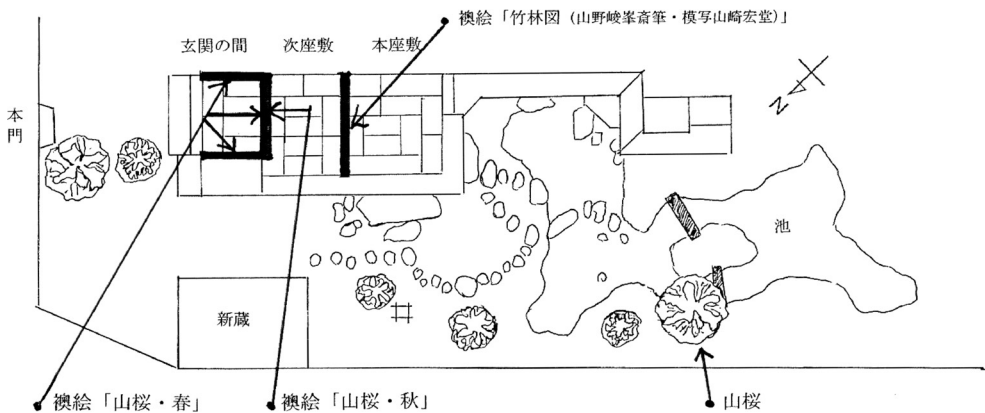 襖絵「竹林図（山野峻峯斎筆・模写山崎宏堂）」
玄関の間　次座敷　本座敷
本門
N
池
新蔵
襖絵「山桜・春」　襖絵「山桜・秋」　山桜